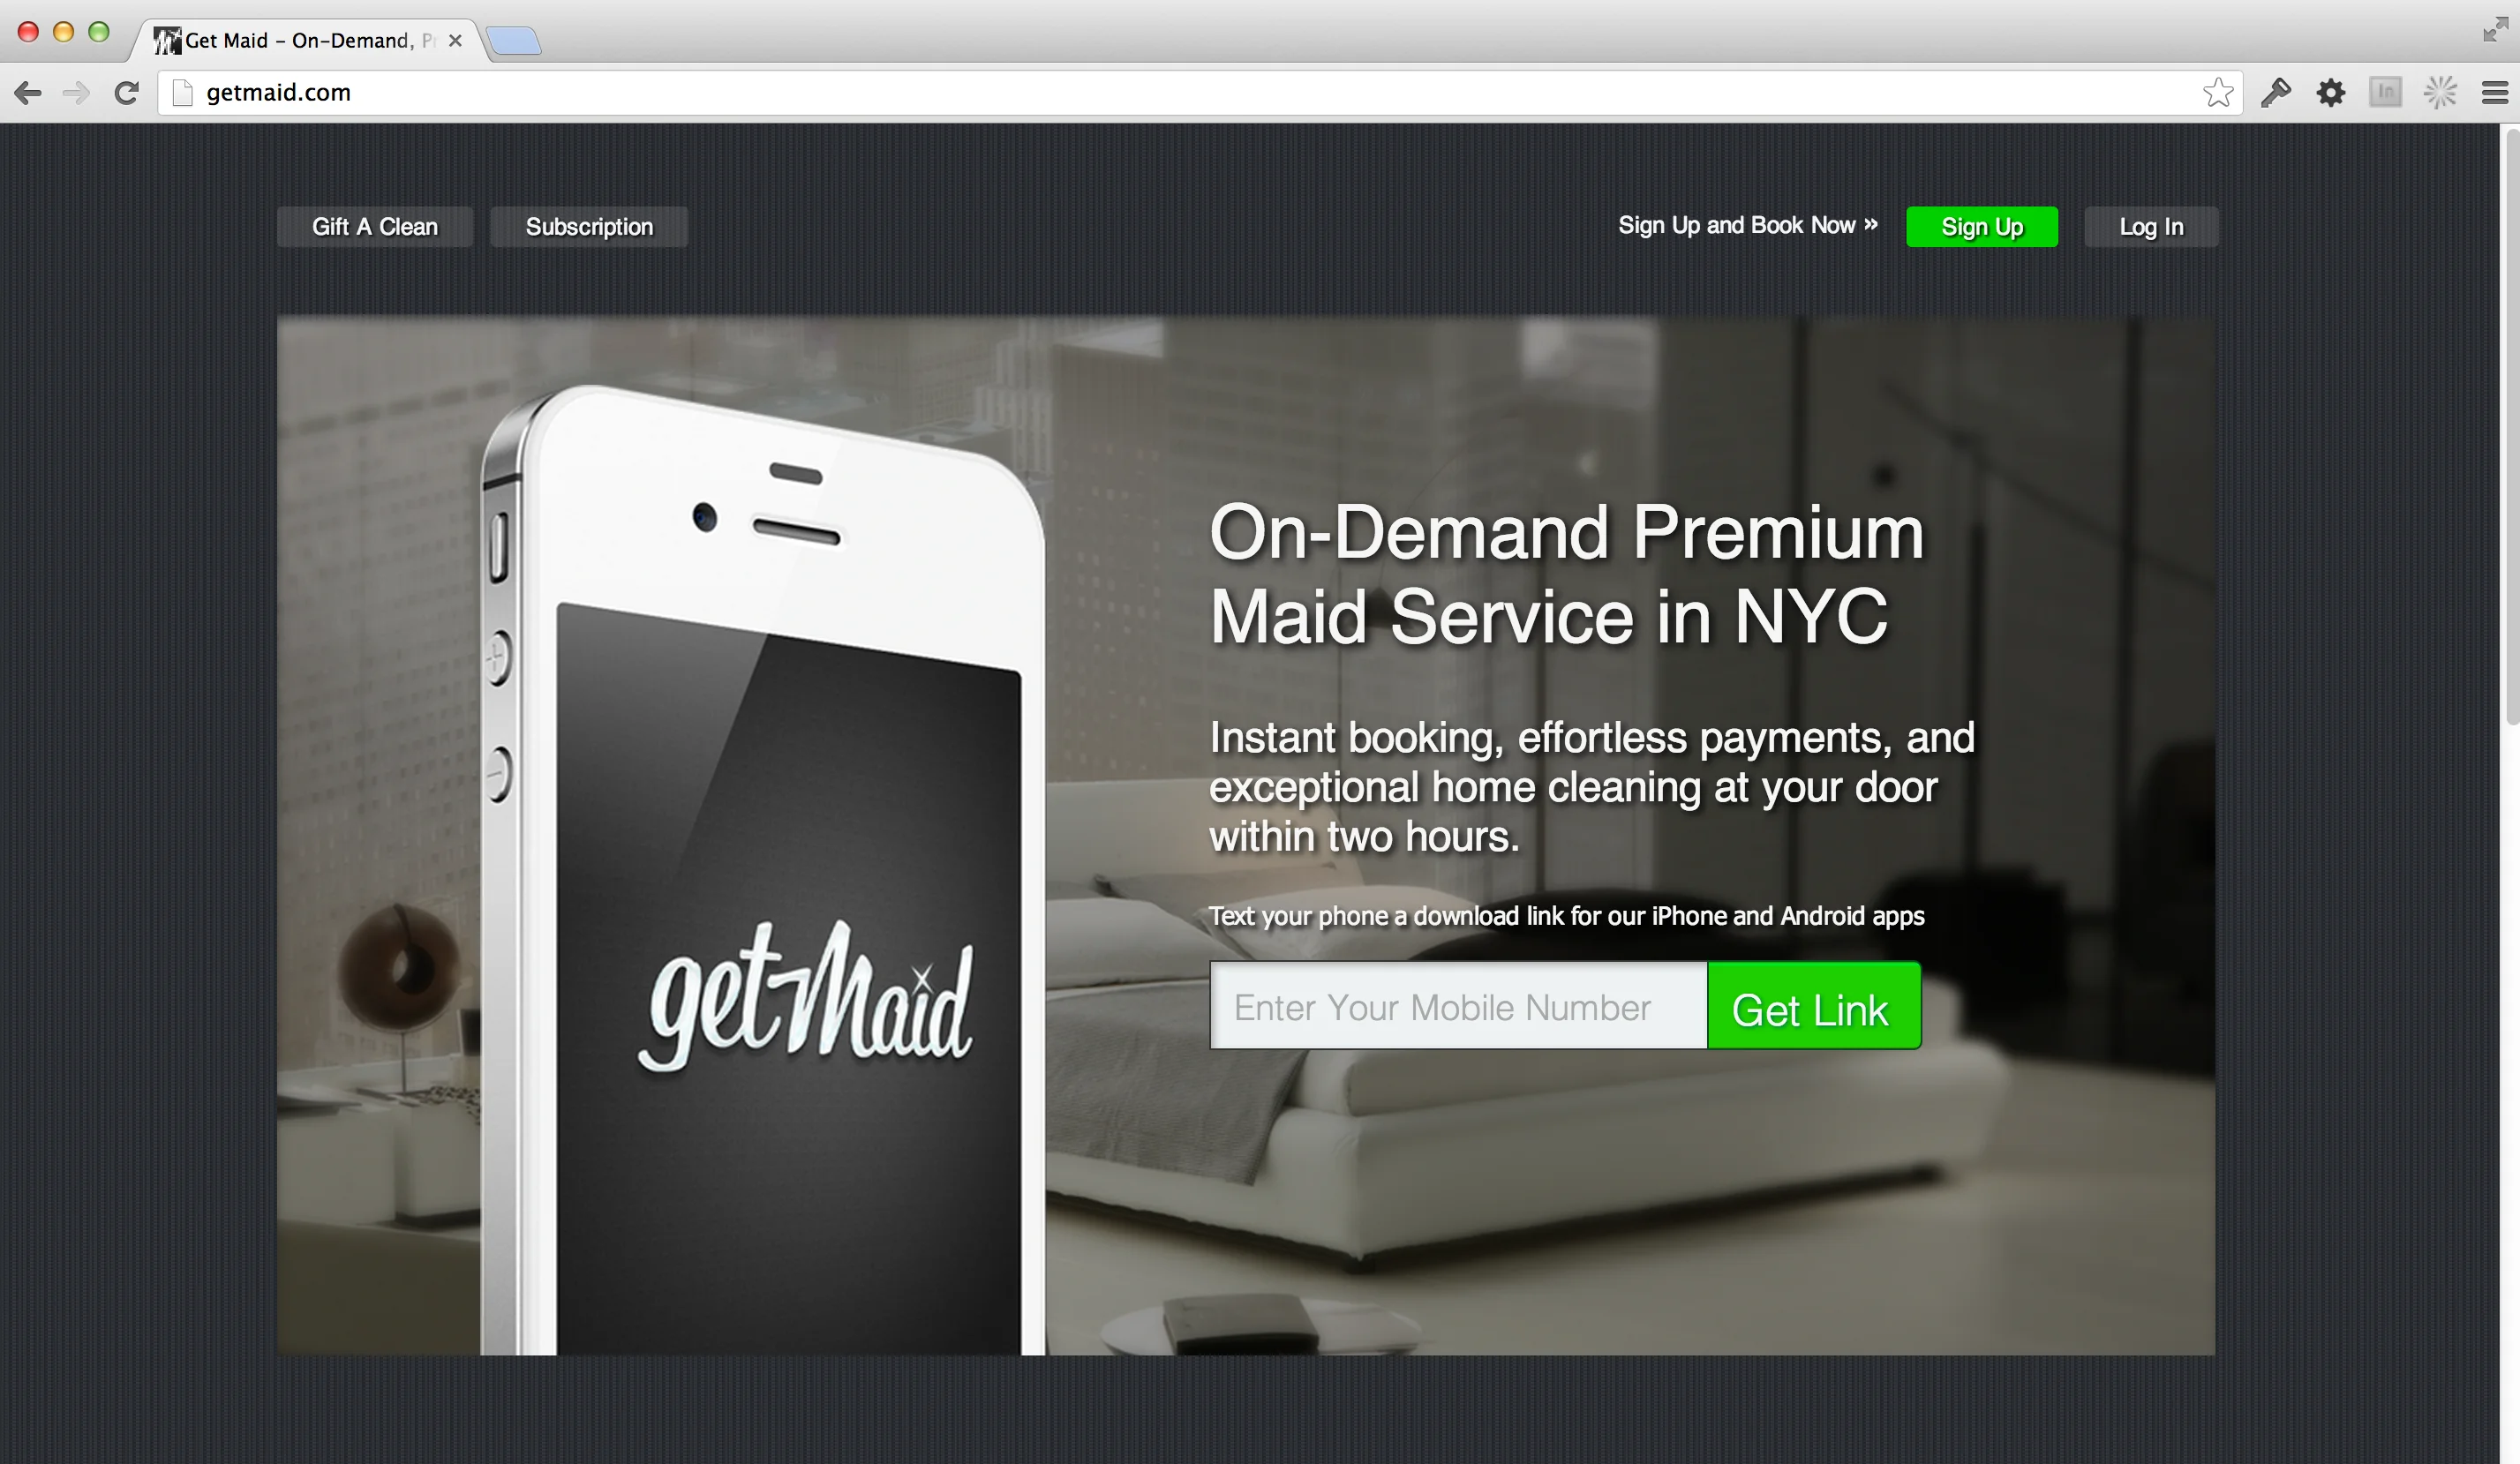 Get Maid – On-Demand, Pr
getmaid.com
In
Gift A Clean
Subscription
Sign Up and Book Now »
Sign Up
Log In
On-Demand Premium
Maid Service in NYC
Instant booking, effortless payments, and
exceptional home cleaning at your door
within two hours.
Text your phone a download link for our iPhone and Android apps
Enter Your Mobile Number
Get Link
getMaid